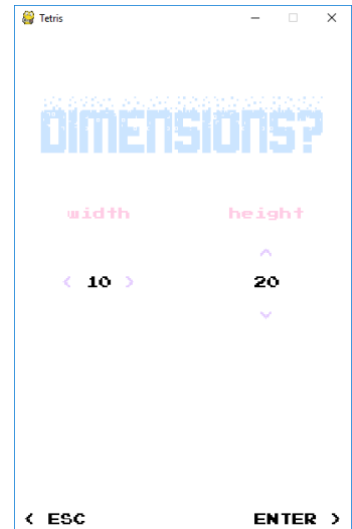 Tetris
DIMENSIONS?
width height
< 10 > 20
< ESC ENTER >